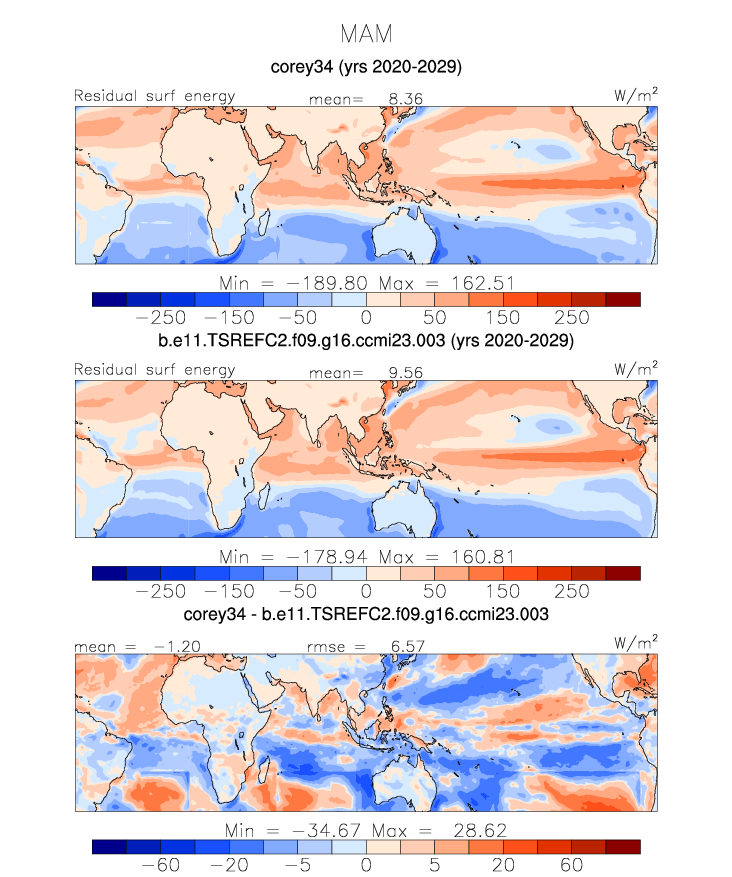 MAM
corey34 (yrs 2020-2029)
Residual surf energy mean= 8.36 W/m²
Min = −189.80 Max = 162.51
−250 −150 −50 0 50 150 250
b.e11.TSREFC2.f09.g16.ccmi23.003 (yrs 2020-2029)
Residual surf energy mean= 9.56 W/m²
Min = −178.94 Max = 160.81
−250 −150 −50 0 50 150 250
corey34 - b.e11.TSREFC2.f09.g16.ccmi23.003
mean = −1.20 rmse = 6.57 W/m²
Min = −34.67 Max = 28.62
−60 −20 −5 0 5 20 60